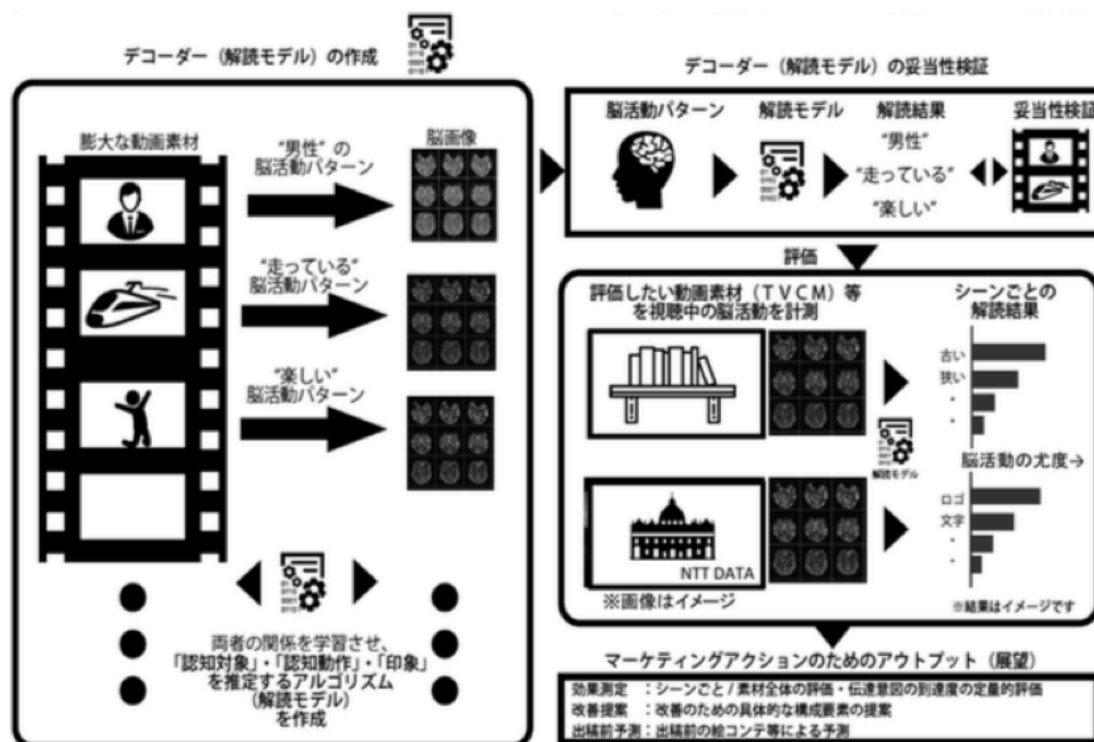 デコーダー（解読モデル）の作成
膨大な動画素材
“男性” の
脳活動パターン
脳画像
“走っている”
脳活動パターン
“楽しい”
脳活動パターン
両者の関係を学習させ、
「認知対象」・「認知動作」・「印象」
を推定するアルゴリズム
（解読モデル）
を作成
デコーダー（解読モデル）の妥当性検証
脳活動パターン
解読モデル
解読結果
妥当性検証
“男性”
“走っている”
“楽しい”
評価
評価したい動画素材（ＴＶＣＭ）等
を視聴中の脳活動を計測
シーンごとの
解読結果
古い
狭い
解読モデル
脳活動の尤度→
ロゴ
文字
NTT DATA
※画像はイメージ
※結果はイメージです
マーケティングアクションのためのアウトプット（展望）
効果測定　：シーンごと / 素材全体の評価・伝達意図の到達度の定量的評価
改善提案　：改善のための具体的な構成要素の提案
出稿前予測：出稿前の絵コンテ等による予測